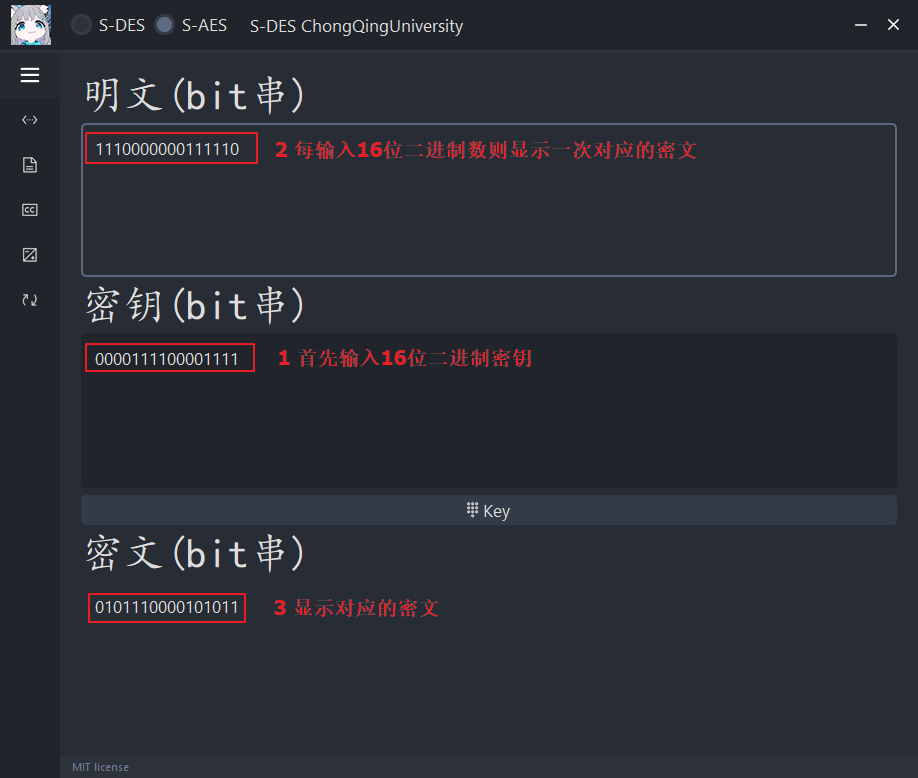 S-DES S-AES S-DES ChongQingUniversity
明文(bit串)
1110000000111110 2 每输入16位二进制数则显示一次对应的密文
CC
密钥(bit串)
0000111100001111 1 首先输入16位二进制密钥
Key
密文(bit串)
0101110000101011 3 显示对应的密文
MIT license